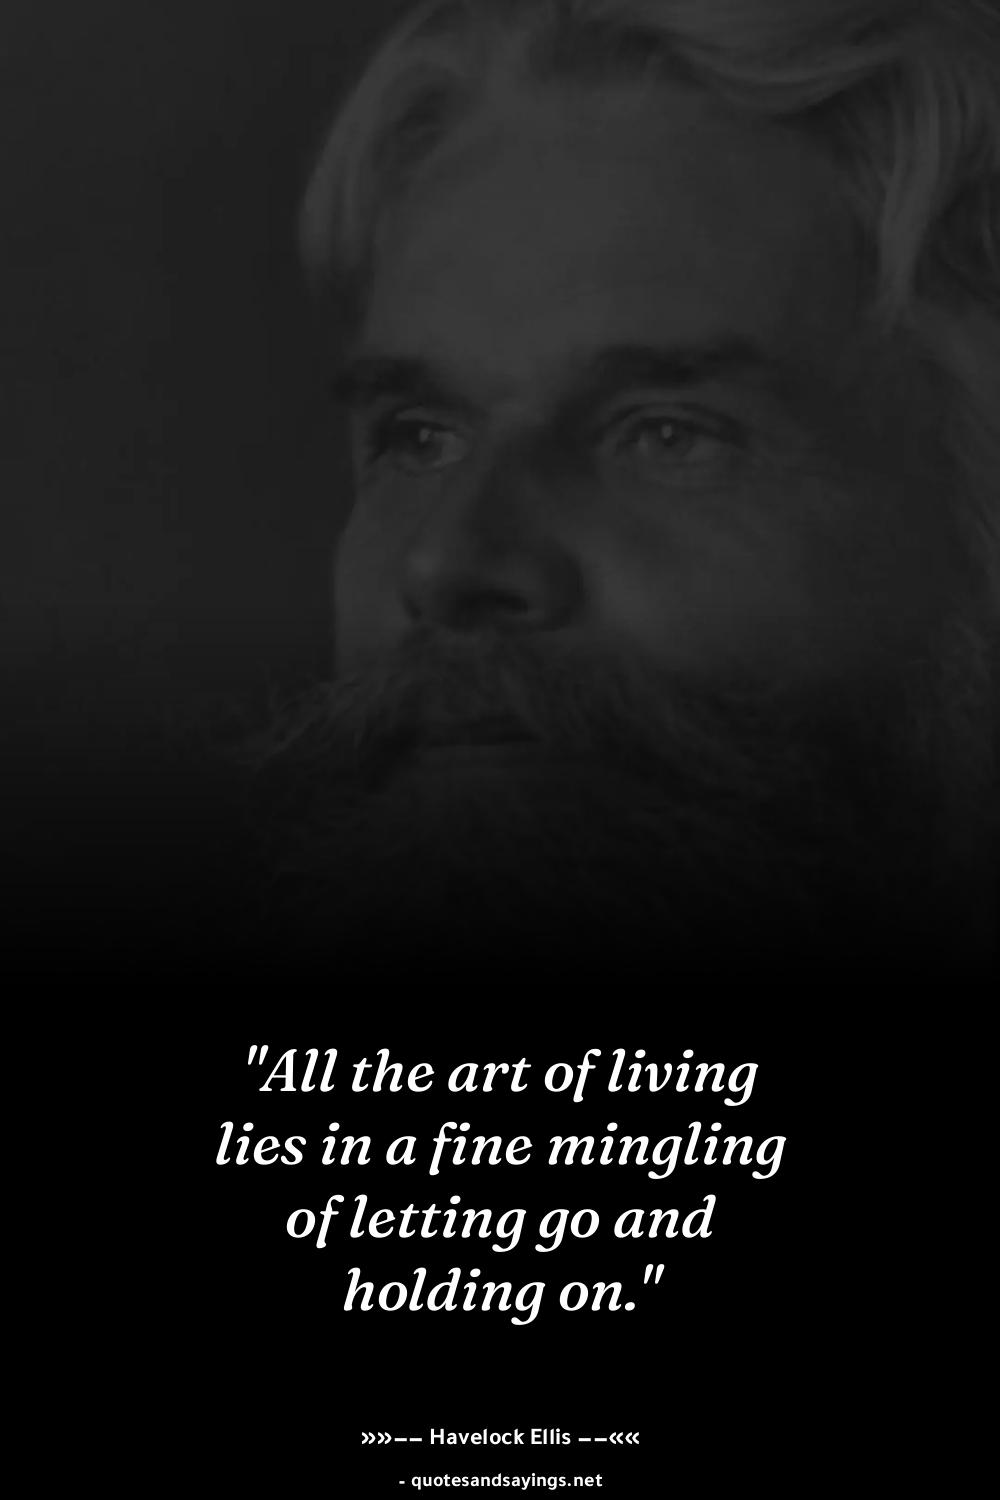 "All the art of living
lies in a fine mingling
of letting go and
holding on."
»»–– Havelock Ellis ––««
- quotesandsayings.net